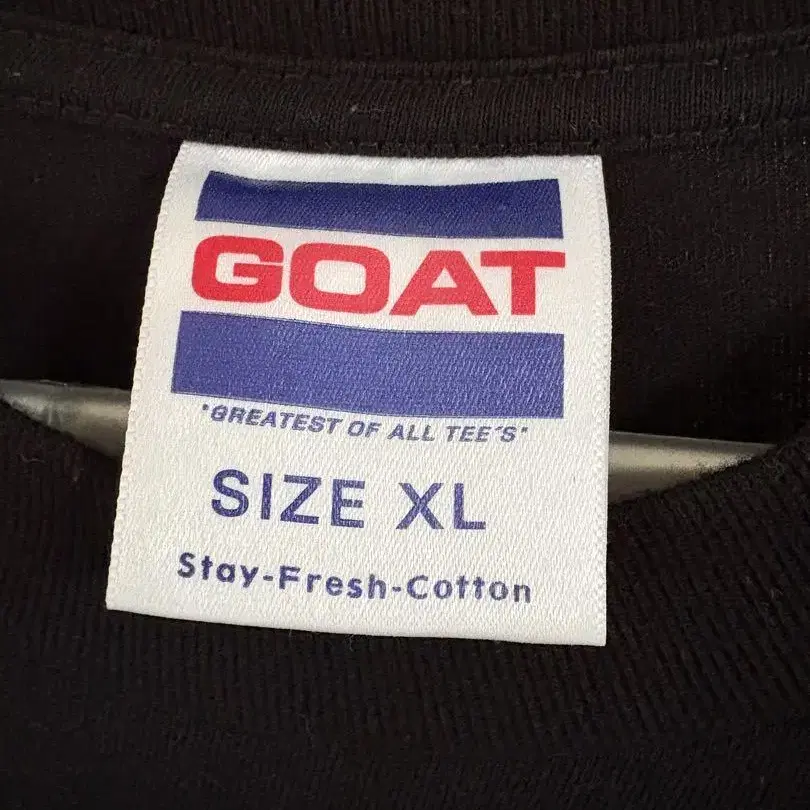 GOAT
"GREATEST OF ALL TEE'S"
SIZE XL
Stay-Fresh-Cotton